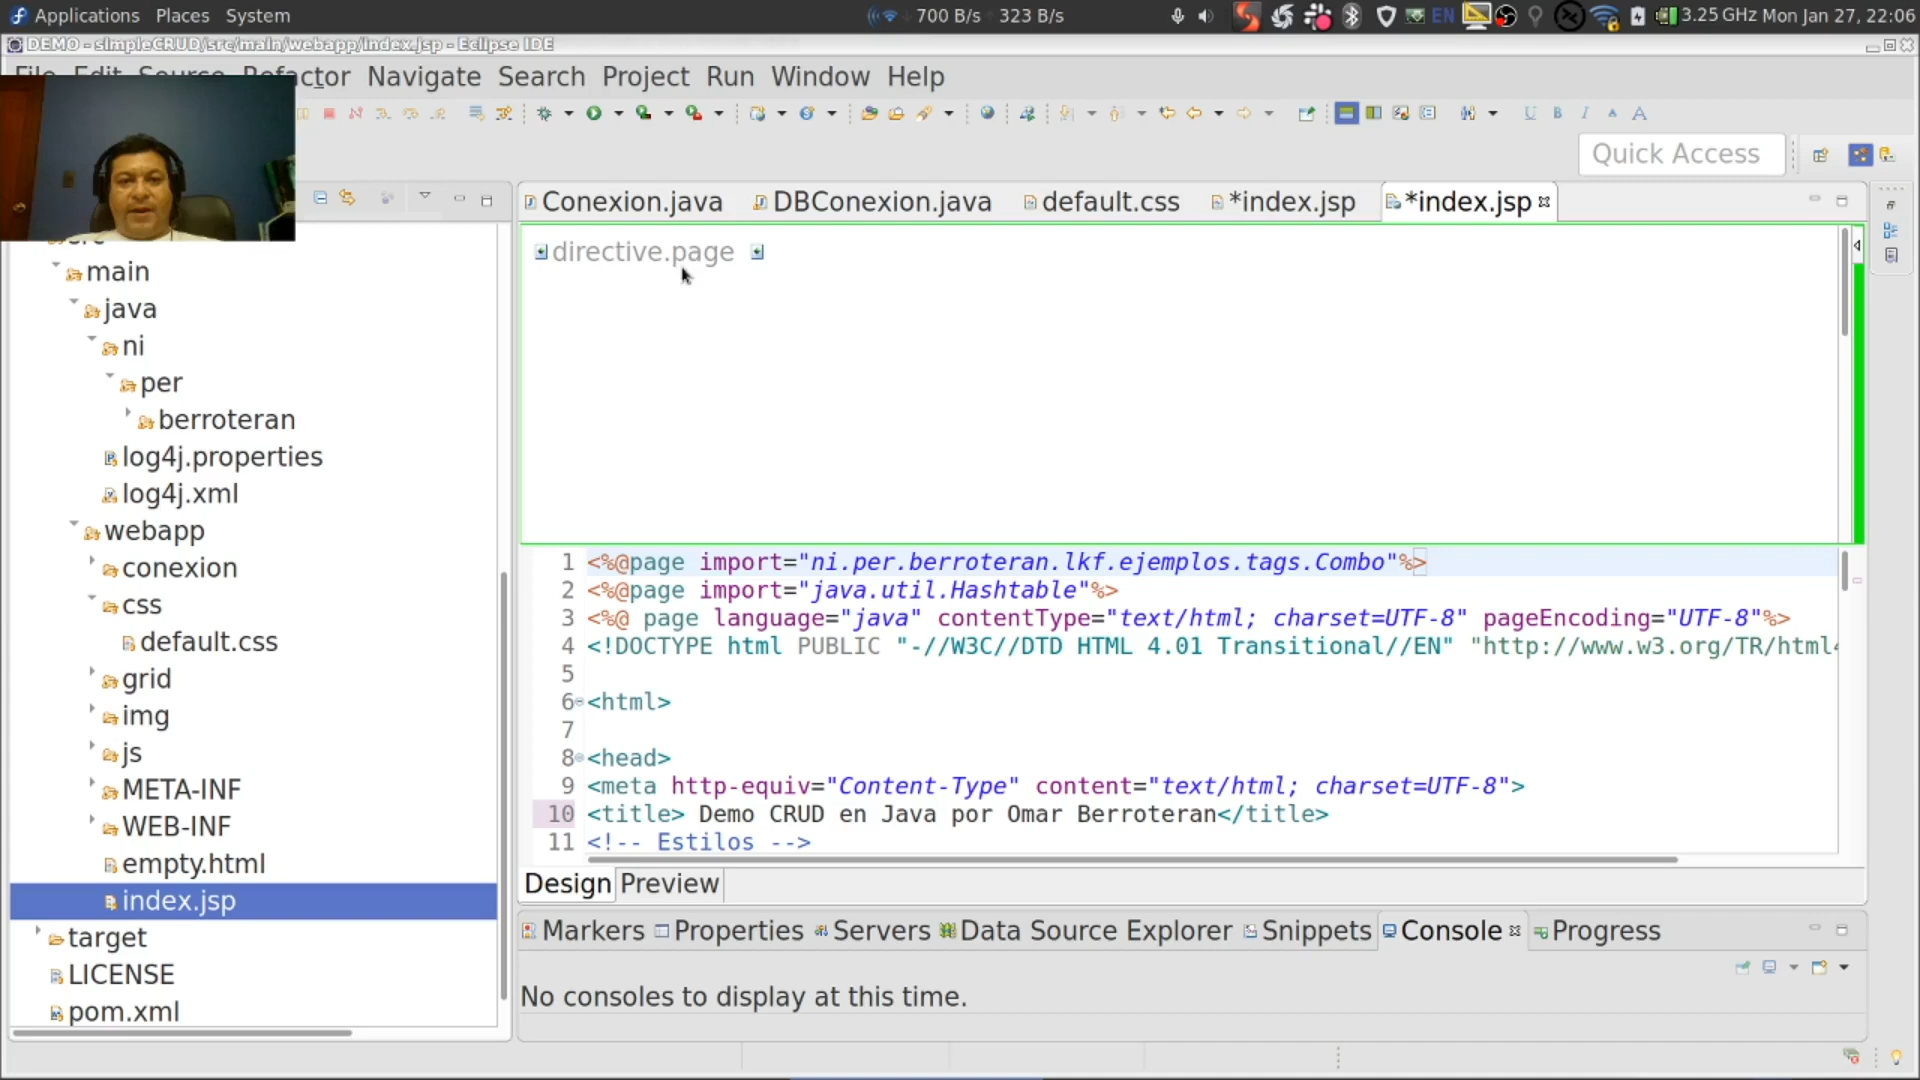 Applications Places System 700 B/s 323 B/s EN 3.25 GHz Mon Jan 27, 22:06
DEMO - simpleCRUD/src/main/webapp/index.jsp - Eclipse IDE
File Edit Source Refactor Navigate Search Project Run Window Help
Quick Access
Conexion.java DBConexion.java default.css *index.jsp *index.jsp
directive.page
src
main
java
ni
per
berroteran
log4j.properties
log4j.xml
webapp
conexion
css
default.css
grid
img
js
META-INF
WEB-INF
empty.html
index.jsp
target
LICENSE
pom.xml
1 <%@page import="ni.per.berroteran.lkf.ejemplos.tags.Combo"%>
2 <%@page import="java.util.Hashtable"%>
3 <%@ page language="java" contentType="text/html; charset=UTF-8" pageEncoding="UTF-8"%>
4 <!DOCTYPE html PUBLIC "-//W3C//DTD HTML 4.01 Transitional//EN" "http://www.w3.org/TR/html4
5
6 <html>
7
8 <head>
9 <meta http-equiv="Content-Type" content="text/html; charset=UTF-8">
10 <title> Demo CRUD en Java por Omar Berroteran</title>
11 <!-- Estilos -->
Design Preview
Markers Properties Servers Data Source Explorer Snippets Console Progress
No consoles to display at this time.